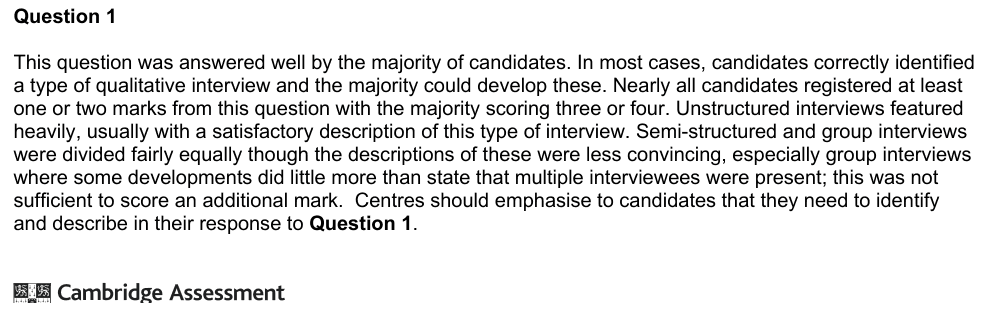 Question 1
This question was answered well by the majority of candidates. In most cases, candidates correctly identified
a type of qualitative interview and the majority could develop these. Nearly all candidates registered at least
one or two marks from this question with the majority scoring three or four. Unstructured interviews featured
heavily, usually with a satisfactory description of this type of interview. Semi-structured and group interviews
were divided fairly equally though the descriptions of these were less convincing, especially group interviews
where some developments did little more than state that multiple interviewees were present; this was not
sufficient to score an additional mark.  Centres should emphasise to candidates that they need to identify
and describe in their response to Question 1.
Cambridge Assessment